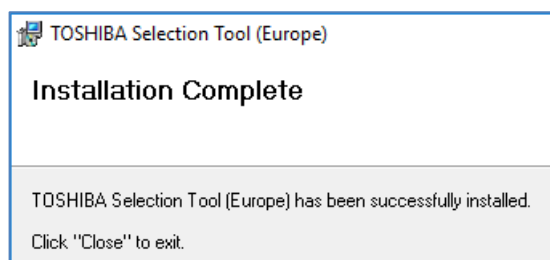 TOSHIBA Selection Tool (Europe)
Installation Complete
TOSHIBA Selection Tool (Europe) has been successfully installed.
Click "Close" to exit.